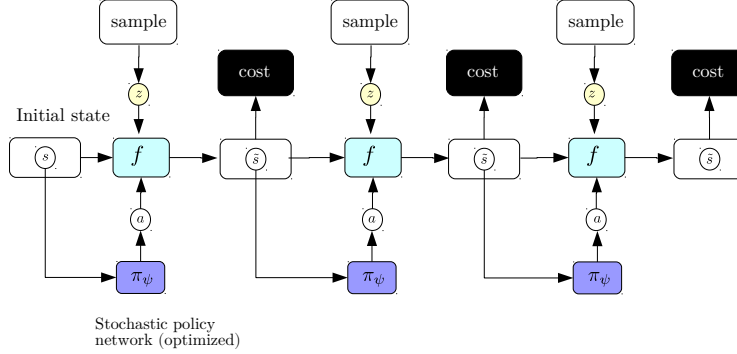 sample
sample
sample
cost
cost
cost
z
z
z
Initial state
s
f
s̃
f
s̃
f
s̃
a
a
a
π_ψ
π_ψ
π_ψ
Stochastic policy
network (optimized)